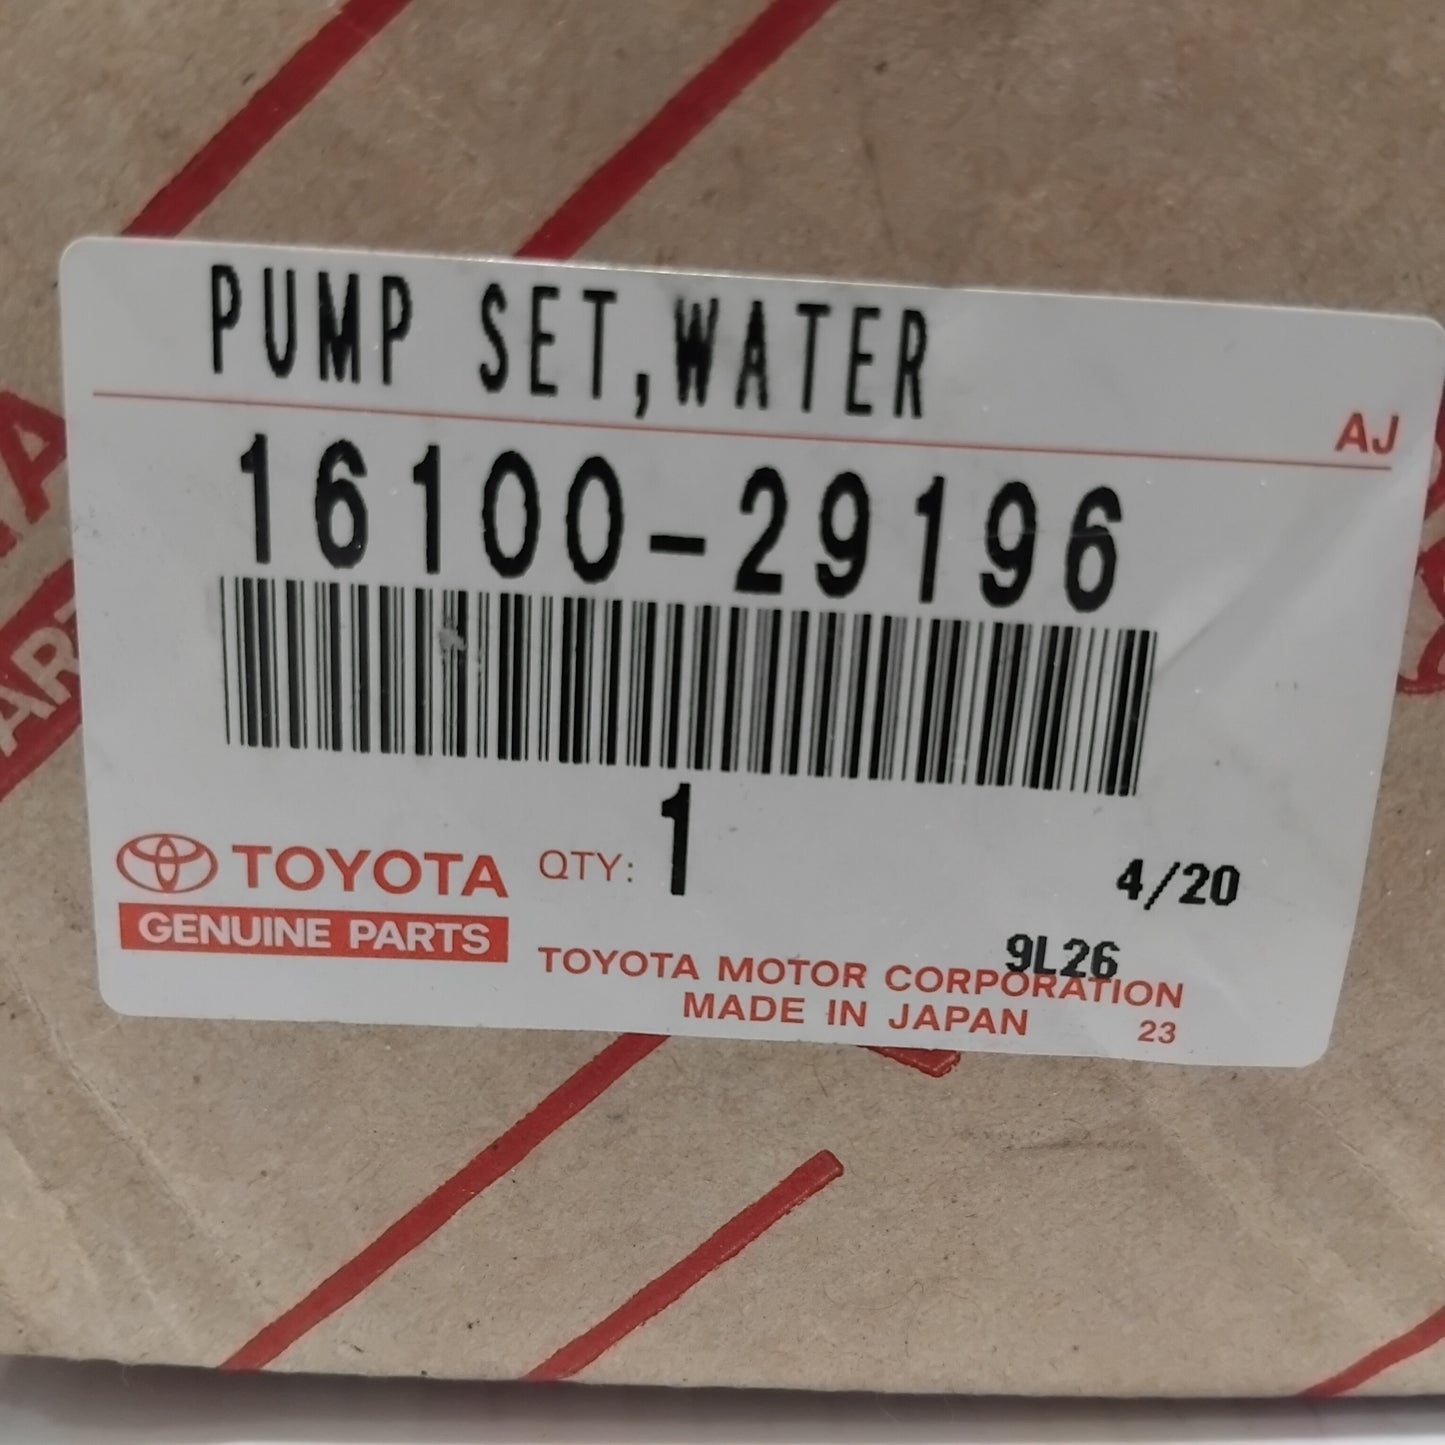 PUMP SET,WATER
AJ
16100-29196
1
TOYOTA QTY:
4/20
GENUINE PARTS
9L26
TOYOTA MOTOR CORPORATION
MADE IN JAPAN 23